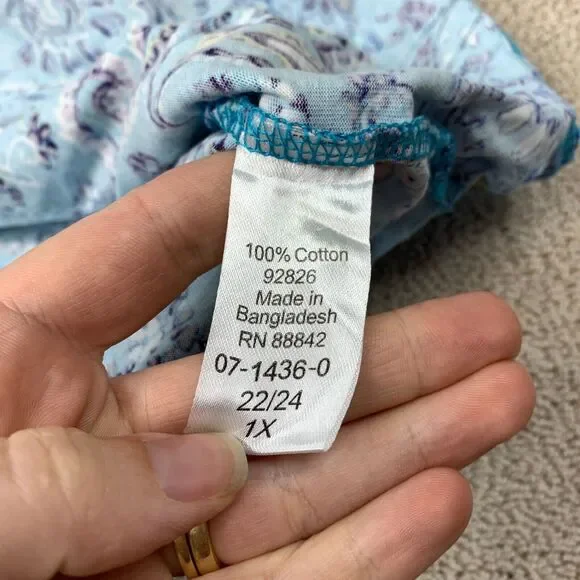 100% Cotton
92826
Made in
Bangladesh
RN 88842
07-1436-0
22/24
1X